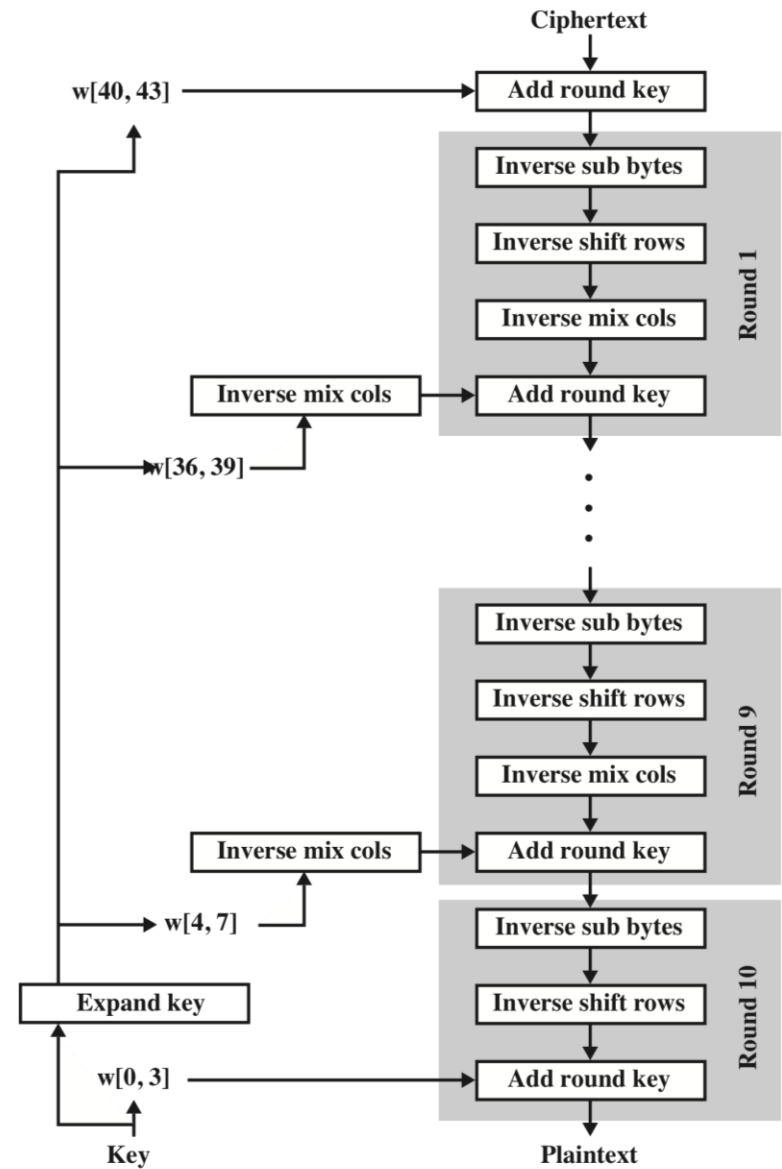 Ciphertext
w[40, 43]
Add round key
Inverse sub bytes
Inverse shift rows
Round 1
Inverse mix cols
Inverse mix cols
Add round key
w[36, 39]
Inverse sub bytes
Inverse shift rows
Round 9
Inverse mix cols
Inverse mix cols
Add round key
w[4, 7]
Inverse sub bytes
Expand key
Inverse shift rows
Round 10
w[0, 3]
Add round key
Key
Plaintext